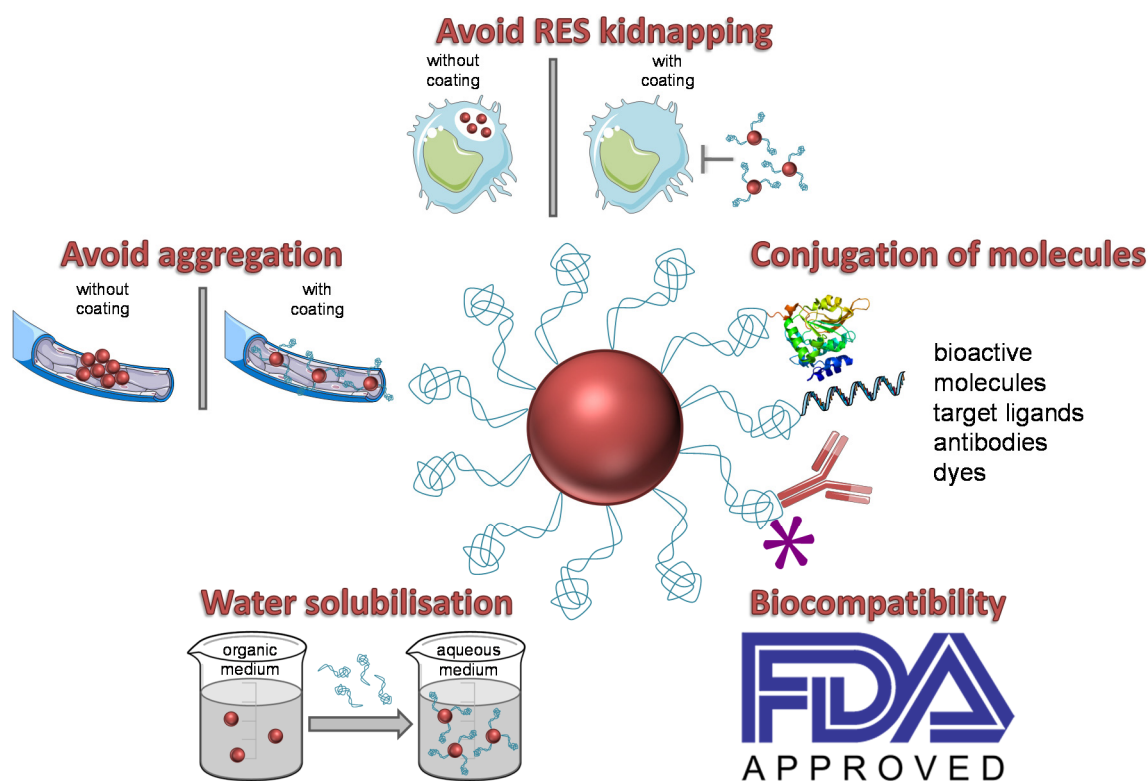 Avoid RES kidnapping
without
coating
with
coating
Avoid aggregation
without
coating
with
coating
Conjugation of molecules
bioactive
molecules
target ligands
antibodies
dyes
Water solubilisation
organic
medium
aqueous
medium
Biocompatibility
FDA
APPROVED